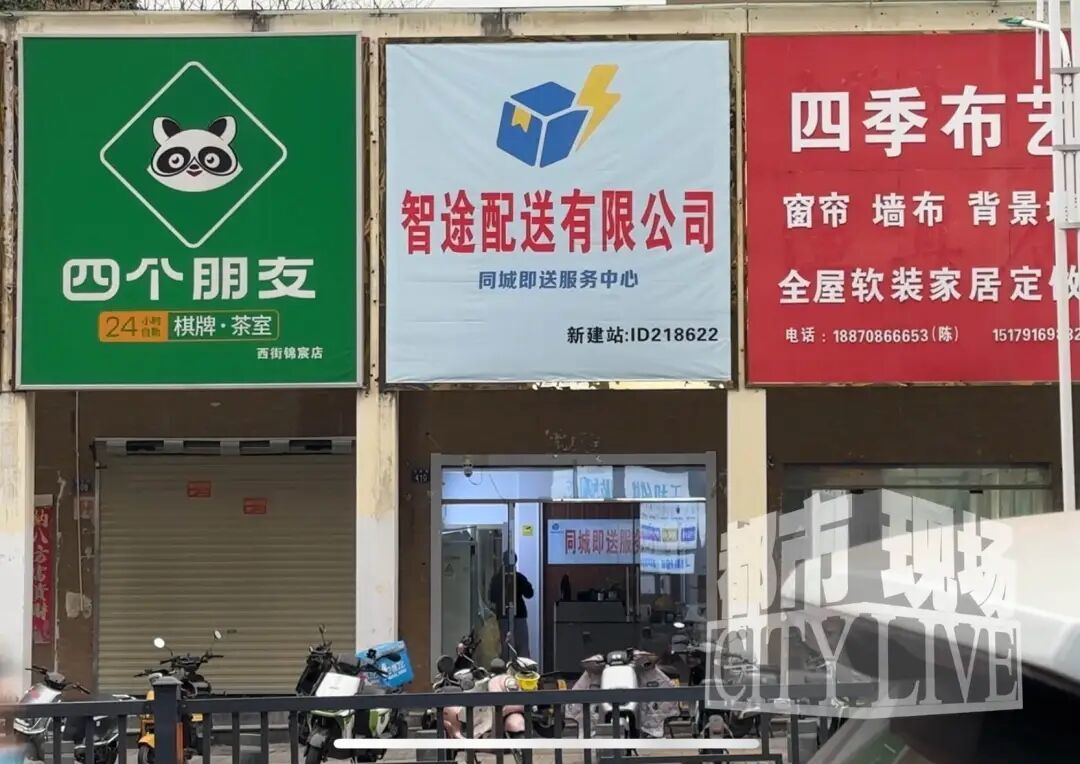 四个朋友
24小时自助 棋牌·茶室
西街锦宸店
智途配送有限公司
同城即送服务中心
新建站:ID218622
四季布艺
窗帘 墙布 背景
全屋软装家居定做
电话：18870866653(陈)
410
同城即送服务
都市现场
CITY LIVE